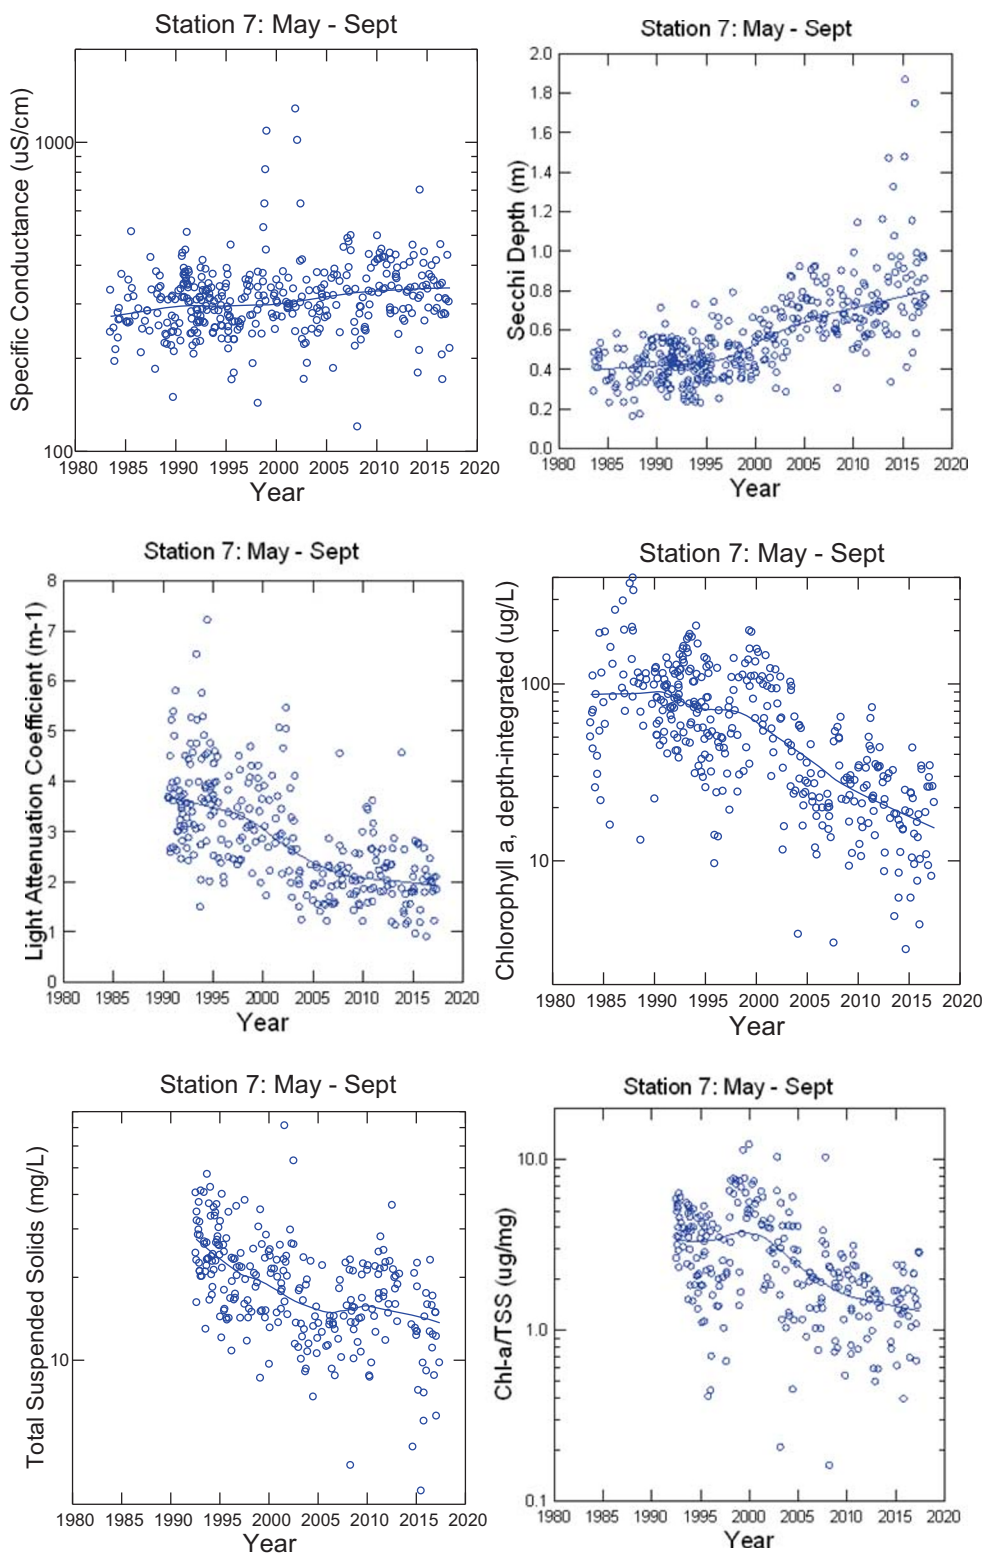 Station 7: May - Sept
Specific Conductance (uS/cm)
1000
100
1980 1985 1990 1995 2000 2005 2010 2015 2020
Year
Station 7: May - Sept
Secchi Depth (m)
2.0
1.8
1.6
1.4
1.2
1.0
0.8
0.6
0.4
0.2
0.0
1980 1985 1990 1995 2000 2005 2010 2015 2020
Year
Station 7: May - Sept
Light Attenuation Coefficient (m-1)
8
7
6
5
4
3
2
1
0
1980 1985 1990 1995 2000 2005 2010 2015 2020
Year
Station 7: May - Sept
Chlorophyll a, depth-integrated (ug/L)
100
10
1980 1985 1990 1995 2000 2005 2010 2015 2020
Year
Station 7: May - Sept
Total Suspended Solids (mg/L)
10
1980 1985 1990 1995 2000 2005 2010 2015 2020
Year
Station 7: May - Sept
Chl-a/TSS (ug/mg)
10.0
1.0
0.1
1980 1985 1990 1995 2000 2005 2010 2015 2020
Year